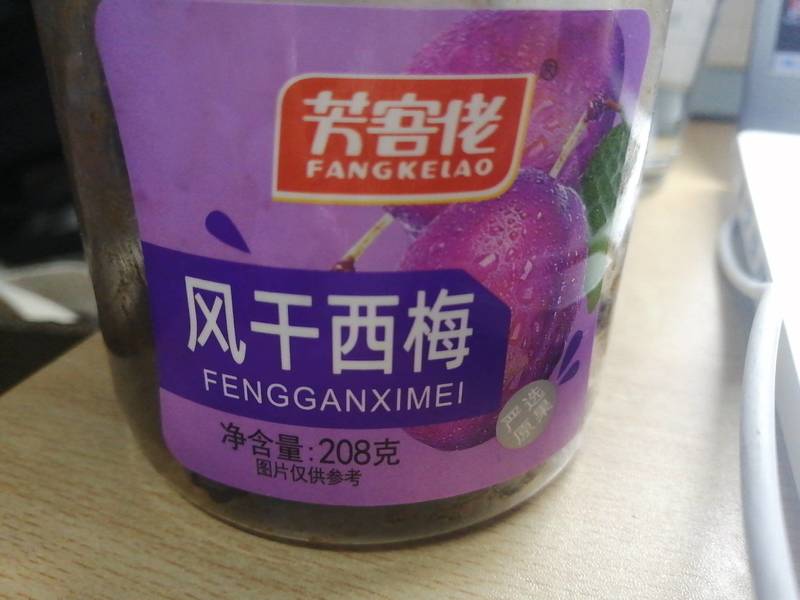 ®
芳客佬
FANGKELAO
风干西梅
FENGGANXIMEI
严选
原果
净含量:208克
图片仅供参考